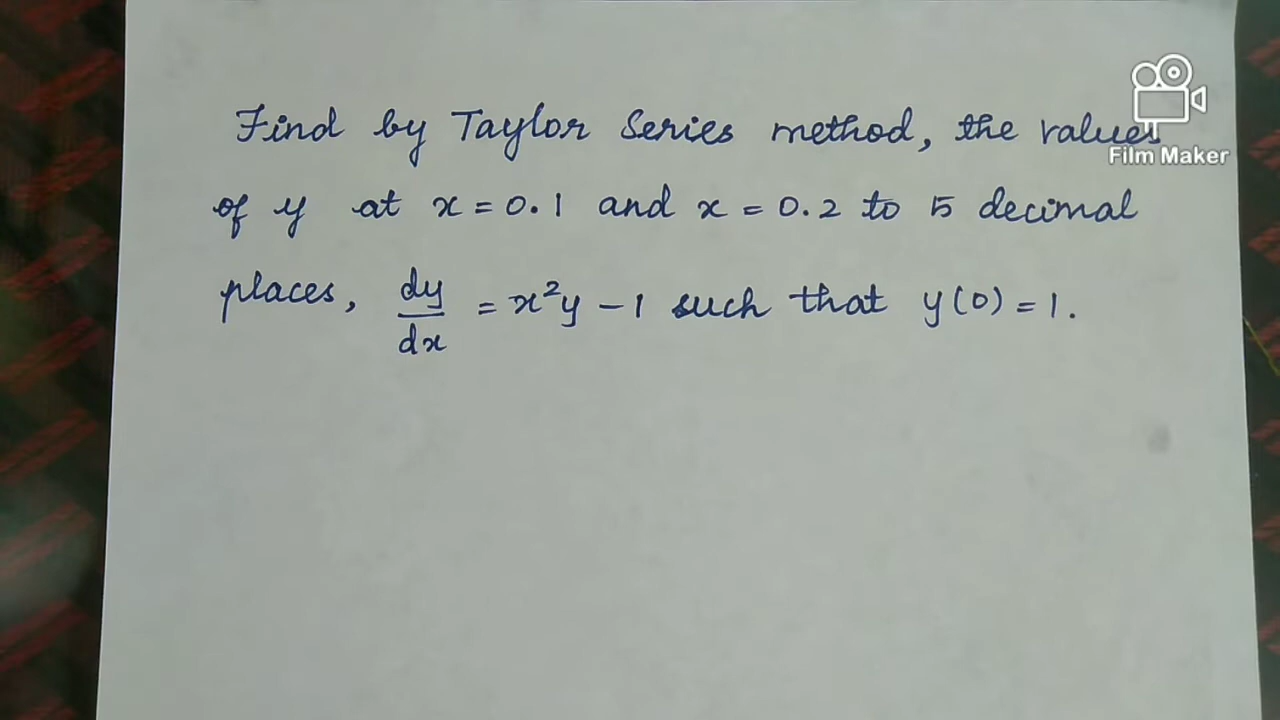 Find by Taylor Series method, the values
Film Maker
of y at x = 0.1 and x = 0.2 to 5 decimal
places, dy/dx = x²y - 1 such that y(0) = 1.